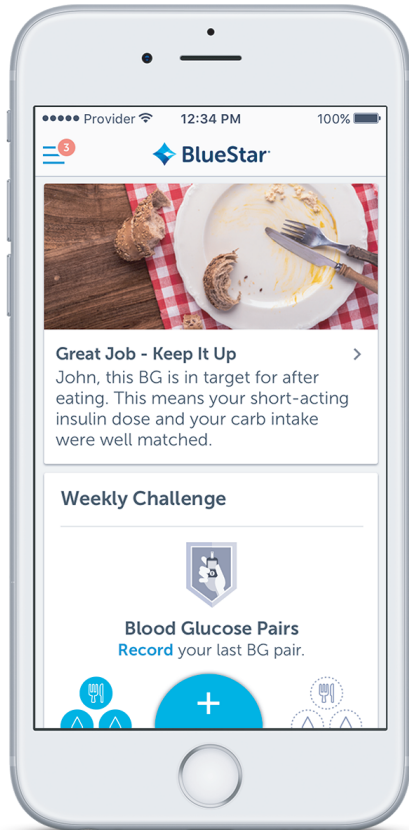 Provider 12:34 PM 100%
3
BlueStar
Great Job - Keep It Up
John, this BG is in target for after
eating. This means your short-acting
insulin dose and your carb intake
were well matched.
Weekly Challenge
Blood Glucose Pairs
Record your last BG pair.
+